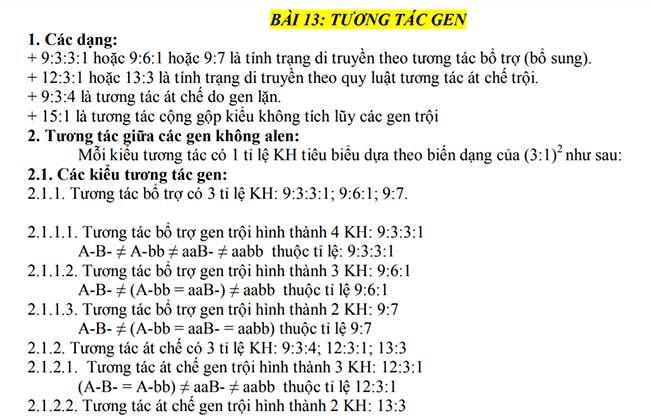 BÀI 13: TƯƠNG TÁC GEN
1. Các dạng:
+ 9:3:3:1 hoặc 9:6:1 hoặc 9:7 là tính trạng di truyền theo tương tác bổ trợ (bổ sung).
+ 12:3:1 hoặc 13:3 là tính trạng di truyền theo quy luật tương tác át chế trội.
+ 9:3:4 là tương tác át chế do gen lặn.
+ 15:1 là tương tác cộng gộp kiểu không tích lũy các gen trội
2. Tương tác giữa các gen không alen:
Mỗi kiểu tương tác có 1 tỉ lệ KH tiêu biểu dựa theo biến dạng của (3:1)² như sau:
2.1. Các kiểu tương tác gen:
2.1.1. Tương tác bổ trợ có 3 tỉ lệ KH: 9:3:3:1; 9:6:1; 9:7.
2.1.1.1. Tương tác bổ trợ gen trội hình thành 4 KH: 9:3:3:1
A-B- ≠ A-bb ≠ aaB- ≠ aabb thuộc tỉ lệ: 9:3:3:1
2.1.1.2. Tương tác bổ trợ gen trội hình thành 3 KH: 9:6:1
A-B- ≠ (A-bb = aaB-) ≠ aabb thuộc tỉ lệ 9:6:1
2.1.1.3. Tương tác bổ trợ gen trội hình thành 2 KH: 9:7
A-B- ≠ (A-bb = aaB- = aabb) thuộc tỉ lệ 9:7
2.1.2. Tương tác át chế có 3 tỉ lệ KH: 9:3:4; 12:3:1; 13:3
2.1.2.1. Tương tác át chế gen trội hình thành 3 KH: 12:3:1
(A-B- = A-bb) ≠ aaB- ≠ aabb thuộc tỉ lệ 12:3:1
2.1.2.2. Tương tác át chế gen trội hình thành 2 KH: 13:3